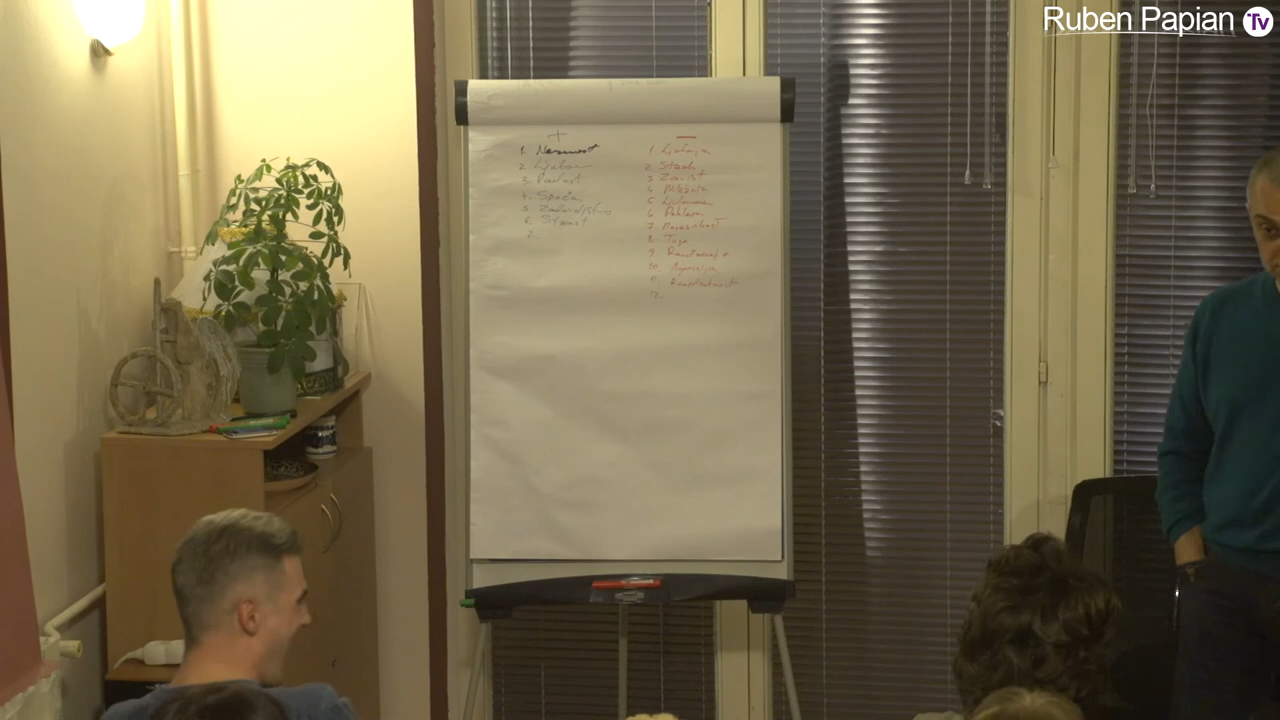 Ruben Papian Tv
+
1. Nežnost
2. Ljubav
3. Radost
4. Sreća
5. Zadovoljstvo
6. Strast
7.
—
1. Ljutnja
2. Strah
3. Zavist
4. Mržnja
5. Ljubomora
6. Pohlepa
7.
8. Tuga
9.
10. Agresija
11.
12.